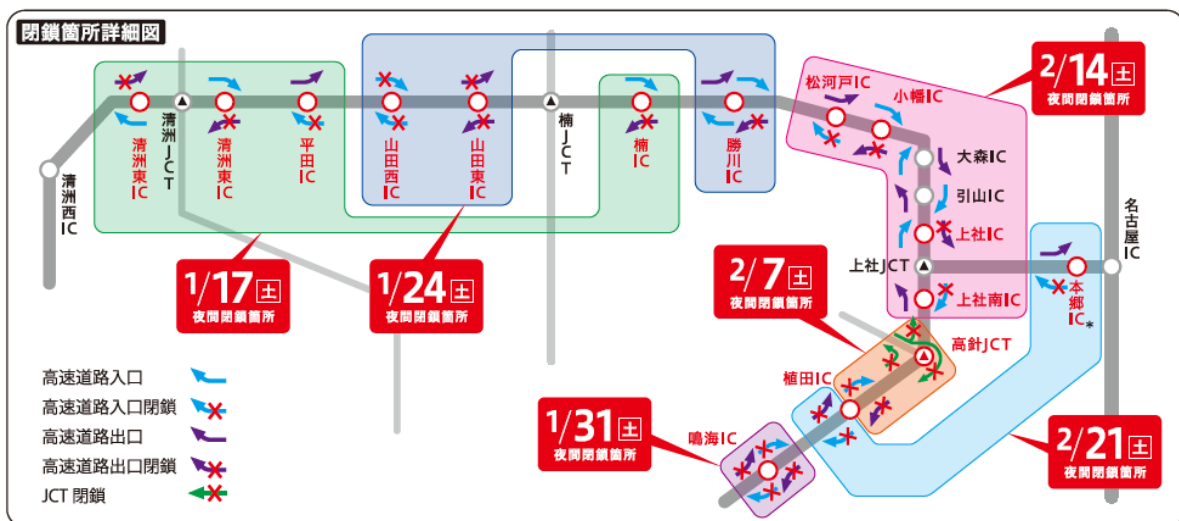 閉鎖箇所詳細図
清洲西IC
清洲東IC
清洲JCT
清洲東IC
平田IC
山田西IC
山田東IC
楠JCT
楠IC
勝川IC
松河戸IC
小幡IC
大森IC
引山IC
上社IC
上社JCT
上社南IC
本郷IC*
名古屋IC
高針JCT
植田IC
鳴海IC
1/17土
夜間閉鎖箇所
1/24土
夜間閉鎖箇所
1/31土
夜間閉鎖箇所
2/7土
夜間閉鎖箇所
2/14土
夜間閉鎖箇所
2/21土
夜間閉鎖箇所
高速道路入口
高速道路入口閉鎖
高速道路出口
高速道路出口閉鎖
JCT閉鎖